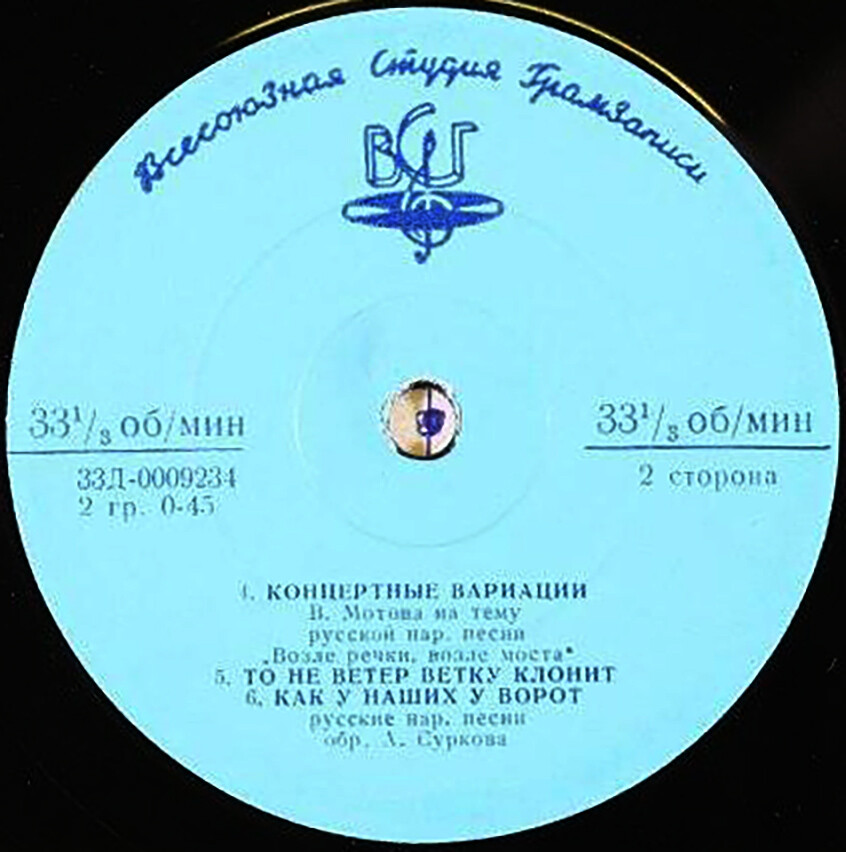 Всесоюзная Студия Грамзаписи
ВСГ
33¹/₃ об/мин
33Д-0009234
2 гр. 0-45
33¹/₃ об/мин
2 сторона
4. КОНЦЕРТНЫЕ ВАРИАЦИИ
В. Мотова на тему
русской нар. песни
„Возле речки, возле моста“
5. ТО НЕ ВЕТЕР ВЕТКУ КЛОНИТ
6. КАК У НАШИХ У ВОРОТ
русские нар. песни
обр. А. Суркова